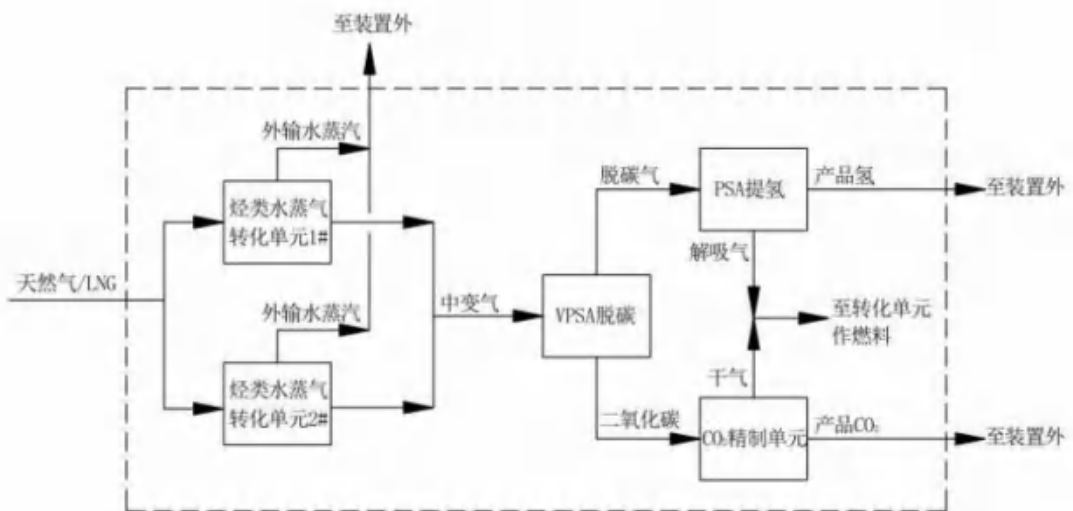 至装置外
外输水蒸汽
烃类水蒸气
转化单元1#
天然气/LNG
外输水蒸汽
烃类水蒸气
转化单元2#
中变气
VPSA脱碳
脱碳气
PSA提氢
产品氢
至装置外
解吸气
至转化单元
作燃料
干气
二氧化碳
CO₂精制单元
产品CO₂
至装置外